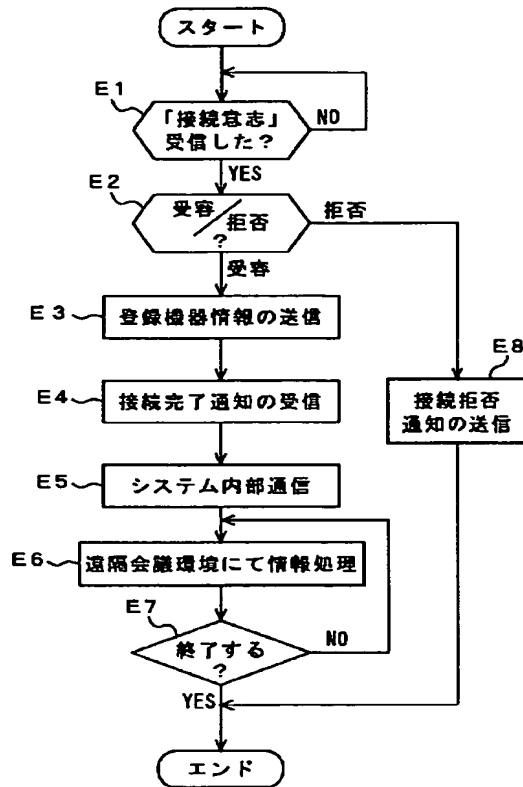 スタート
E1
「接続意志」
受信した?
NO
YES
E2
受容
拒否
?
拒否
受容
E3
登録機器情報の送信
E8
接続拒否
通知の送信
E4
接続完了通知の受信
E5
システム内部通信
E6
遠隔会議環境にて情報処理
E7
終了する
?
NO
YES
エンド